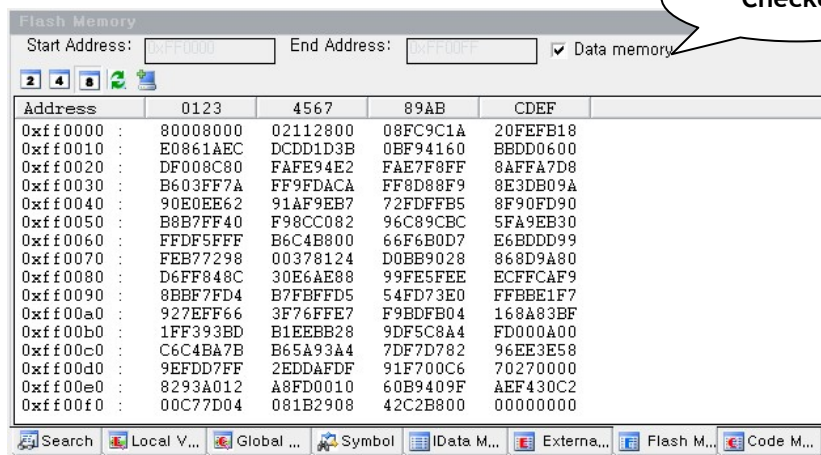 Checke
Flash Memory
Start Address: 0xFF0000 End Address: 0xFF00FF Data memory
2 4 8
Address 0123 4567 89AB CDEF
0xff0000 : 80008000 02112800 08FC9C1A 20FEFB18
0xff0010 : E0861AEC DCDD1D3B 0BF94160 BBDD0600
0xff0020 : DF008C80 FAFE94E2 FAE7F8FF 8AFFA7D8
0xff0030 : B603FF7A FF9FDACA FF8D88F9 8E3DB09A
0xff0040 : 90E0EE62 91AF9EB7 72FDFFB5 8F90FD90
0xff0050 : B8B7FF40 F98CC082 96C89CBC 5FA9EB30
0xff0060 : FFDF5FFF B6C4B800 66F6B0D7 E6BDDD99
0xff0070 : FEB77298 00378124 D0BB9028 868D9A80
0xff0080 : D6FF848C 30E6AE88 99FE5FEE ECFFCAF9
0xff0090 : 8BBF7FD4 B7FBFFD5 54FD73E0 FFBBE1F7
0xff00a0 : 927EFF66 3F76FFE7 F9BDFB04 168A83BF
0xff00b0 : 1FF393BD B1EEBB28 9DF5C8A4 FD000A00
0xff00c0 : C6C4BA7B B65A93A4 7DF7D782 96EE3E58
0xff00d0 : 9EFDD7FF 2EDDAFDF 91F700C6 70270000
0xff00e0 : 8293A012 A8FD0010 60B9409F AEF430C2
0xff00f0 : 00C77D04 081B2908 42C2B800 00000000
Search Local V... Global ... Symbol IData M... Externa... Flash M... Code M...